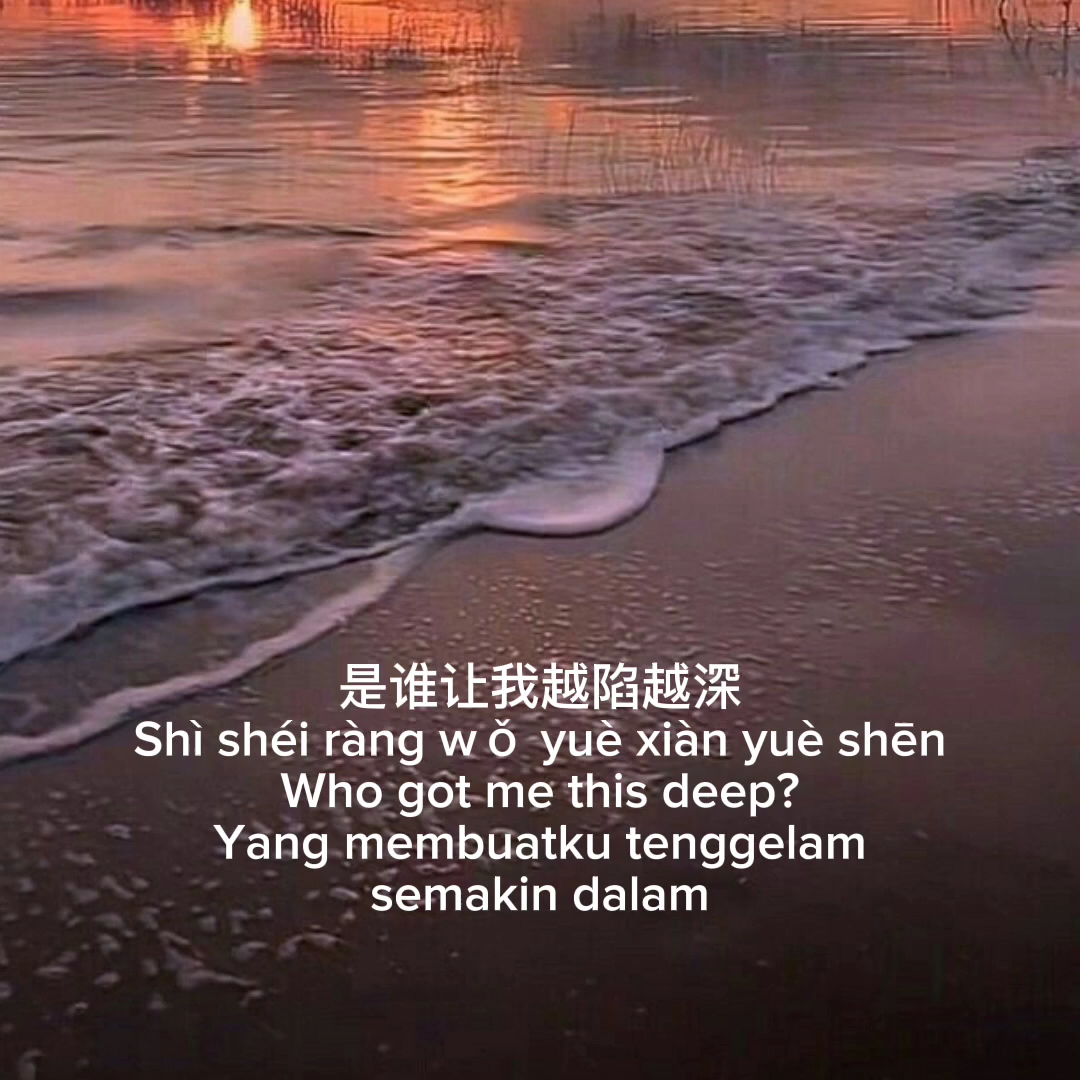 是谁让我越陷越深
Shì shéi ràng wǒ yuè xiàn yuè shēn
Who got me this deep?
Yang membuatku tenggelam
semakin dalam